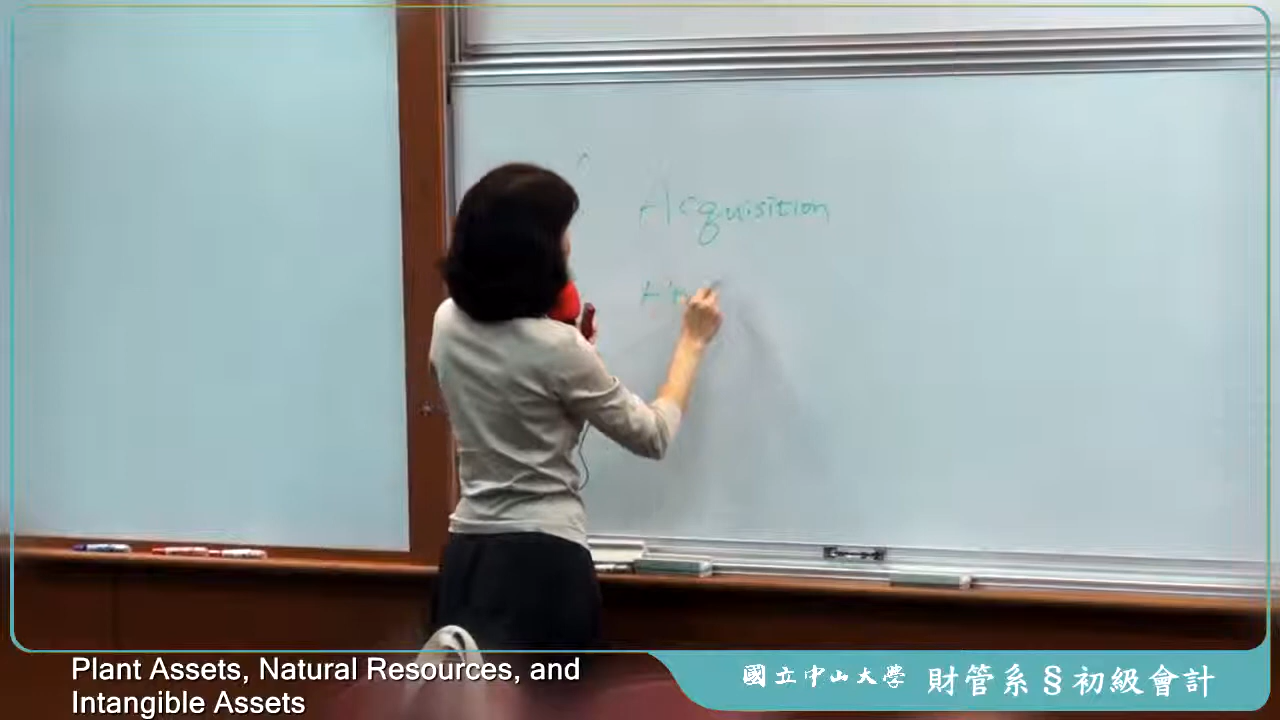 Acquisition
Plant Assets, Natural Resources, and
Intangible Assets
國立中山大學 財管系§初級會計